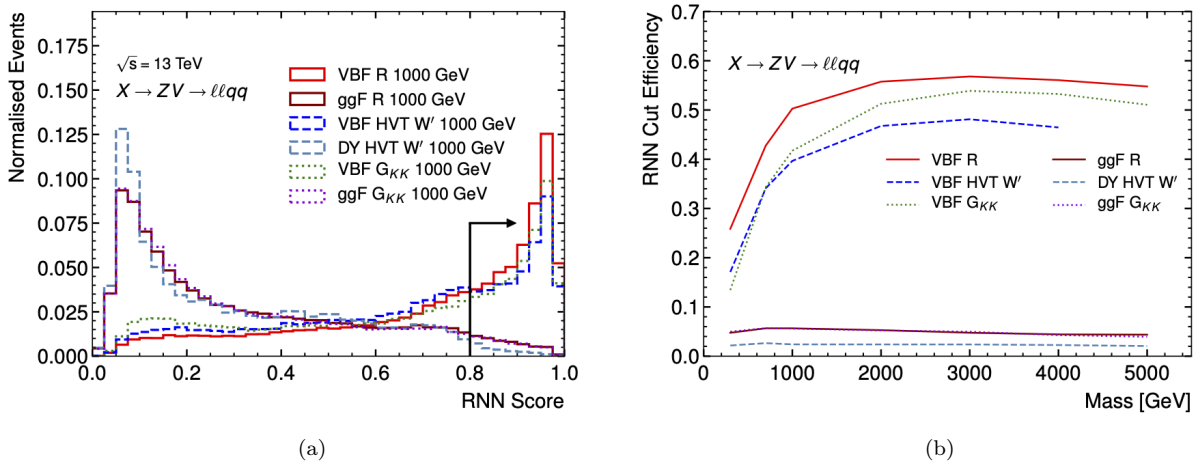 Normalised Events
0.175
0.150
0.125
0.100
0.075
0.050
0.025
0.000
√s = 13 TeV
X → ZV → ℓℓqq
VBF R 1000 GeV
ggF R 1000 GeV
VBF HVT W′ 1000 GeV
DY HVT W′ 1000 GeV
VBF G_KK 1000 GeV
ggF G_KK 1000 GeV
0.0 0.2 0.4 0.6 0.8 1.0
RNN Score
(a)
RNN Cut Efficiency
0.7
0.6
0.5
0.4
0.3
0.2
0.1
0.0
X → ZV → ℓℓqq
VBF R
VBF HVT W′
VBF G_KK
ggF R
DY HVT W′
ggF G_KK
0 1000 2000 3000 4000 5000
Mass [GeV]
(b)